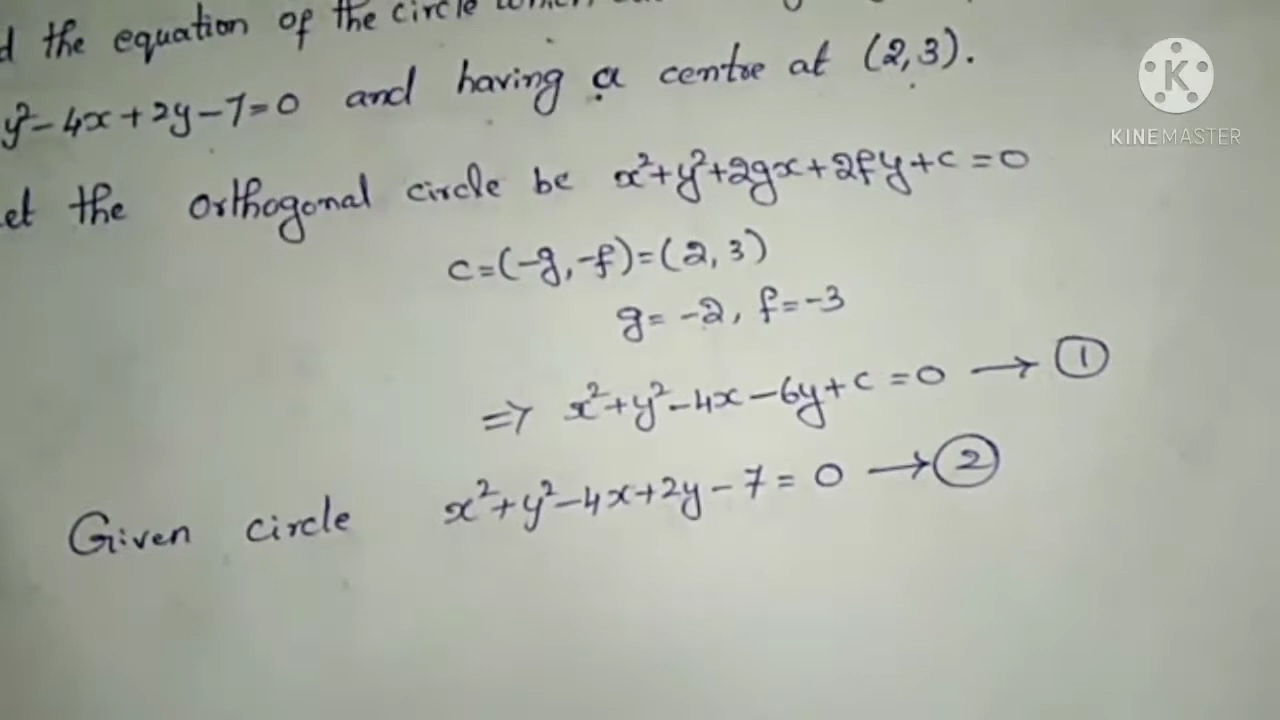 d the equation of the circle
y²-4x+2y-7=0 and having a centre at (2,3).
et the orthogonal circle be x²+y²+2gx+2fy+c=0
c=(-g,-f)=(2,3)
g=-2, f=-3
=> x²+y²-4x-6y+c=0 → ①
Given circle x²+y²-4x+2y-7=0 → ②
K
KINEMASTER